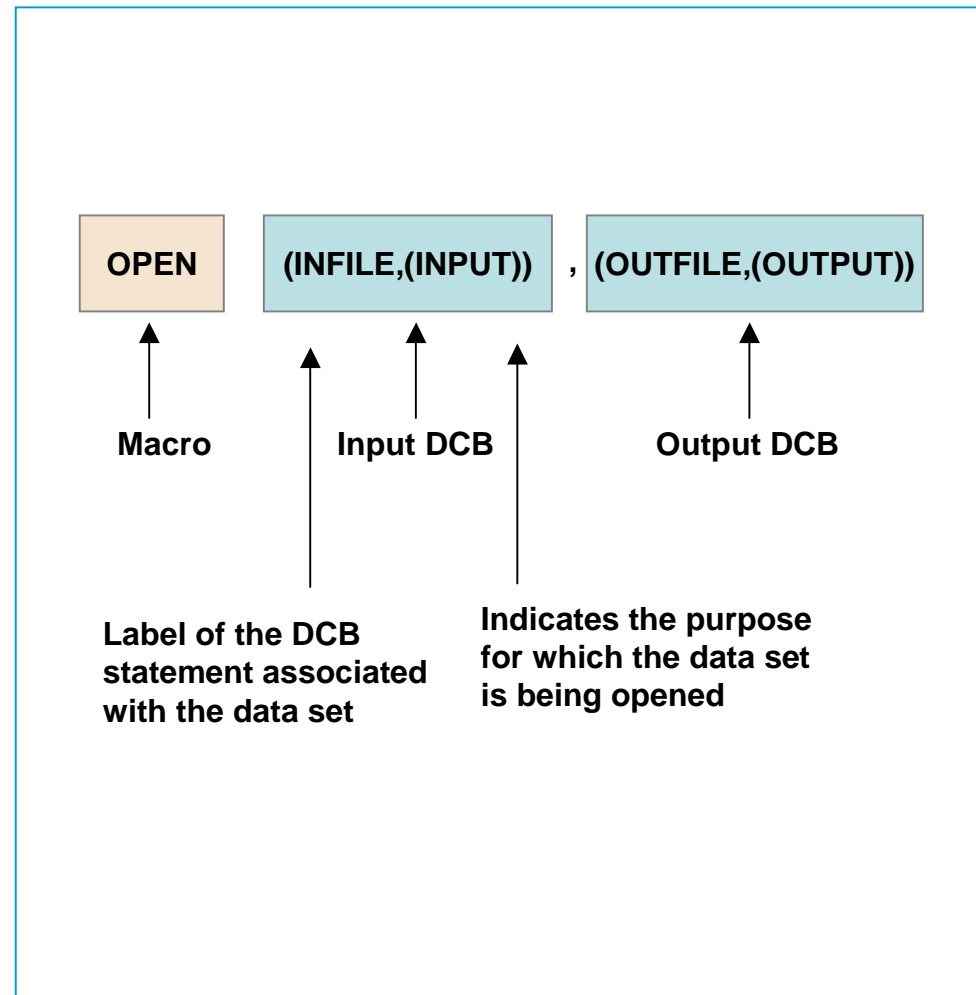 OPEN (INFILE,(INPUT)) , (OUTFILE,(OUTPUT))
Macro Input DCB Output DCB
Label of the DCB
statement associated
with the data set
Indicates the purpose
for which the data set
is being opened